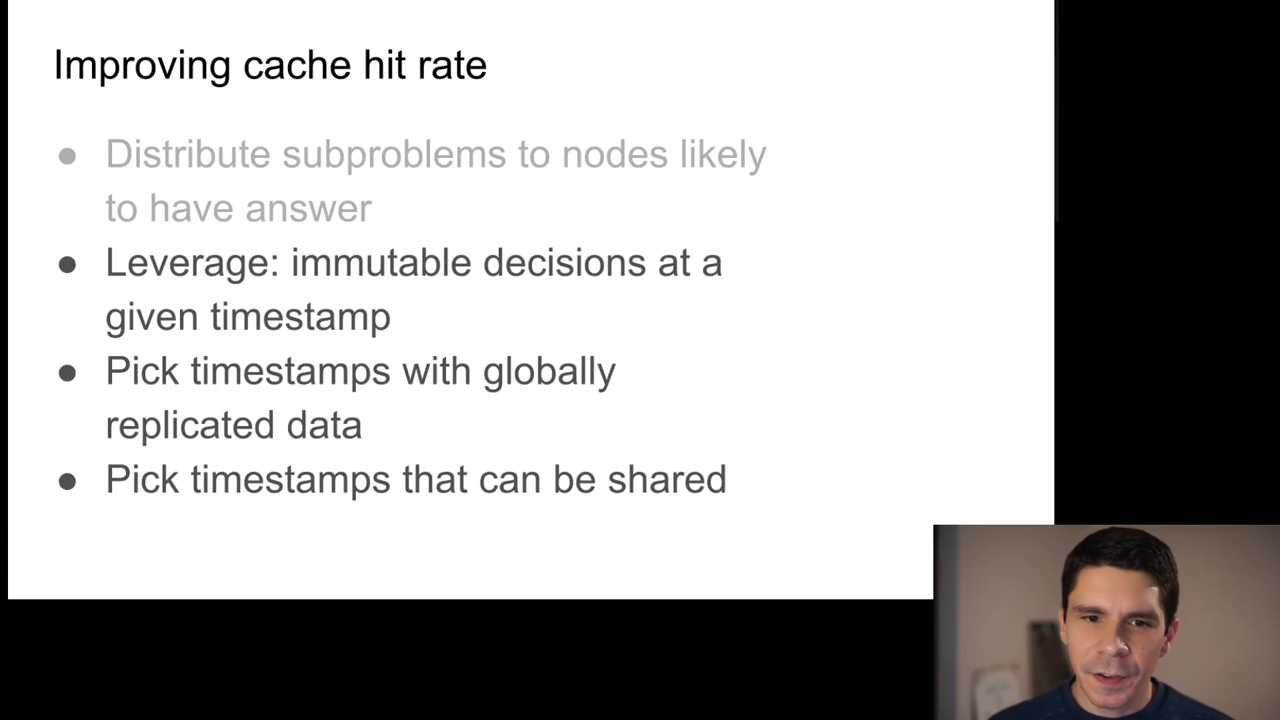 Improving cache hit rate
● Distribute subproblems to nodes likely
to have answer
● Leverage: immutable decisions at a
given timestamp
● Pick timestamps with globally
replicated data
● Pick timestamps that can be shared